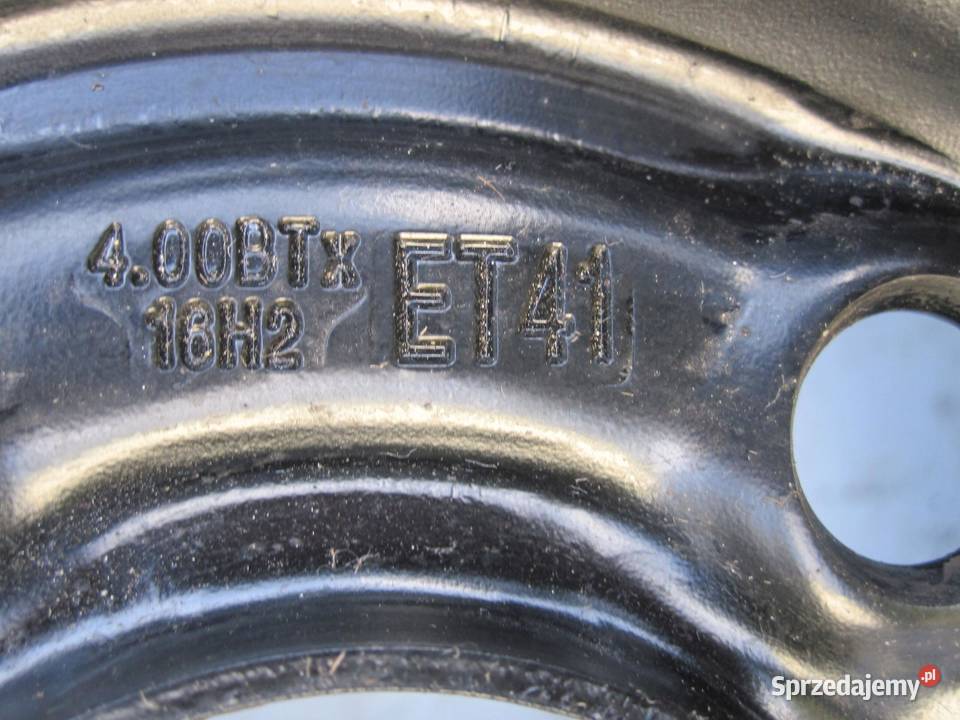 4.00BTx ET41
16H2
Sprzedajemy.pl